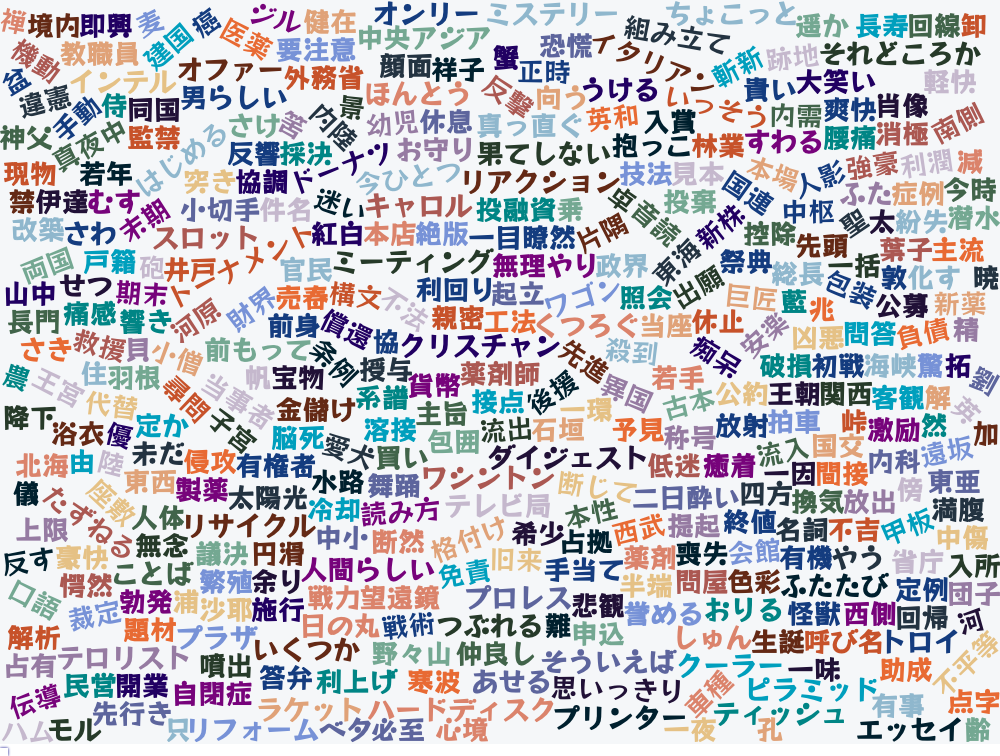 禅 境内 即興 麦 癌 ジル 健在 オンリー ミステリー ちょこっと 遥か 長寿 回線 卸
機動 教職員 建国 医薬 要注意 中央アジア 恐慌 イタリアン 組み立て 斬新 跡地 それどころか
盆 インテル オファー 外務省 顔面 祥子 蟹 正時 うける 貴い 大笑い 軽快
違憲 手動 侍 同国 男らしい 内陸 景 ほんとう 反撃 向う いっそう 内需 爽快 肖像
神父 真夜中 監禁 はじめる さけ 答 幼児 休息 真っ直ぐ 英和 入賞 抱っこ 林業 すわる 腰痛 消極 南側
現物 若年 反響 採決 ドーナツ お守り 果てしない 技法 見本 本場 人影 強豪 利潤 減
禁 伊達 むす 末期 突き 協調 今ひとつ リアクション 卓 音読 投棄 国連 中枢 ふた 症例 今時
改築 さわ 小切手 件名 迷い キャロル 投融資 乗 片隅 新株 控除 聖 太 紛失 潜水
両国 戸籍 砲 スロット 紅白 本店 絶版 一目瞭然 東海 祭典 先頭 一括 葉子 主流
山中 せつ 期末 井戸 トーナメント 官民 ミーティング 無理やり 政界 出願 総長 包装 敦 化す 暁
長門 痛感 響き 河原 財界 売春 横文 不法 利回り 起立 ワゴン 照会 巨匠 藍 兆 公募 新薬
さき 救援 貝 小僧 前もって 前身 償還 協 親密 工法 くつろぐ 当座 休止 安楽 凶悪 問答 負債 精
農 王宮 住 羽根 尋問 当事者 帆 宝物 条例 授与 クリスチャン 先進 殺到 痴呆 破損 初戦 海峡 驚 拓 劉
降下 代替 浴衣 優 定か 子宮 金儲け 系譜 貨幣 薬剤師 後援 異国 若手 古本 公約 王朝 関西 客観 解 英
北海 由 陸 未だ 脳死 愛犬 溶接 主旨 接点 流出 石垣 一環 予見 称号 放射 拍車 峠 激励 然 加
儀 たずねる 座敷 東西 侵攻 有権者 水路 買い 包囲 ワシントン ダイジェスト 低迷 癒着 流入 国交 内科 遠坂
上限 人体 製薬 太陽光 冷却 舞踊 読み方 テレビ局 断じて 二日酔い 四方 一因 間接 換気 放出 傍 東亜 満腹
反す 豪快 無念 リサイクル 中小 断然 格付け 希少 本性 西武 提起 終値 名詞 不吉 甲板 中傷
口語 愕然 ことば 議決 円滑 人間らしい 免責 旧来 占拠 手当て 薬剤 喪失 会館 有機 やう 省庁 入所
裁定 勃発 浦 繁殖 沙耶 余り 施行 戦力 望遠鏡 プロレス 悲観 半端 問屋 色彩 ふたたび 定例 団子
解析 題材 プラザ 日の丸 戦術 つぶれる 難 申込 誉める おりる 怪獣 西側 回帰 河
占有 テロリスト 噴出 いくつか 野々山 仲良し そういえば しゅん 生誕 呼び名 トロイ
伝導 民営 開業 自閉症 答弁 利上げ 寒波 あせる 思いっきり クーラー 一味 助成 不平等
先行き ラケット ハードディスク プリンター 車種 ピラミッド 有事 点字
ハム モル 只 リフォーム ベタ 必至 心境 一夜 ティッシュ 孔 エッセイ 齢